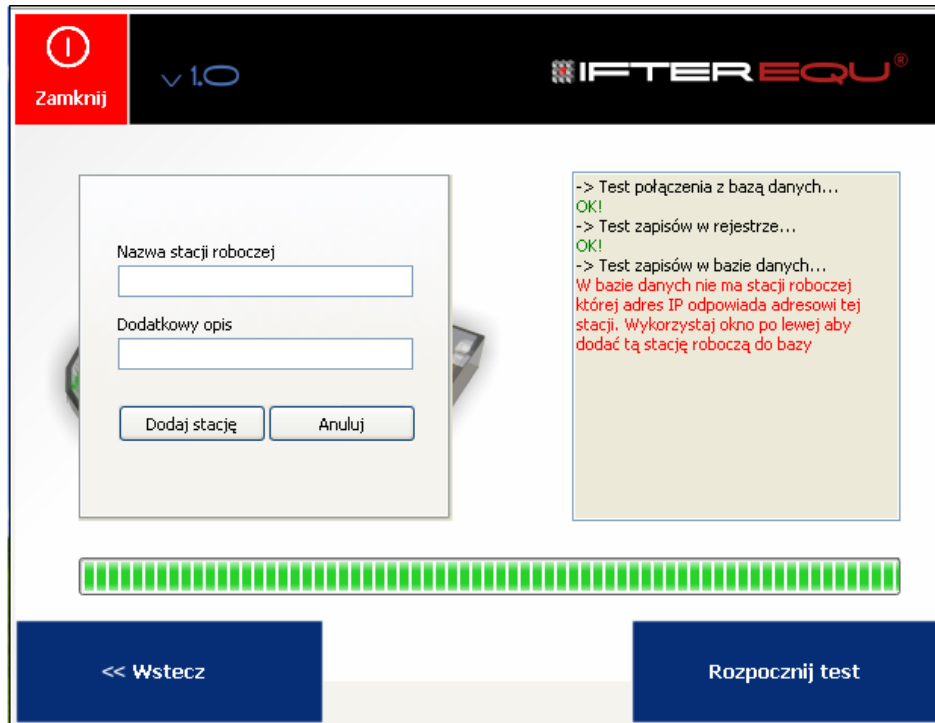 Zamknij
v 1.0
IFTER EQU®
Nazwa stacji roboczej
Dodatkowy opis
Dodaj stację
Anuluj
-> Test połączenia z bazą danych...
OK!
-> Test zapisów w rejestrze...
OK!
-> Test zapisów w bazie danych...
W bazie danych nie ma stacji roboczej
której adres IP odpowiada adresowi tej
stacji. Wykorzystaj okno po lewej aby
dodać tą stację roboczą do bazy
<< Wstecz
Rozpocznij test